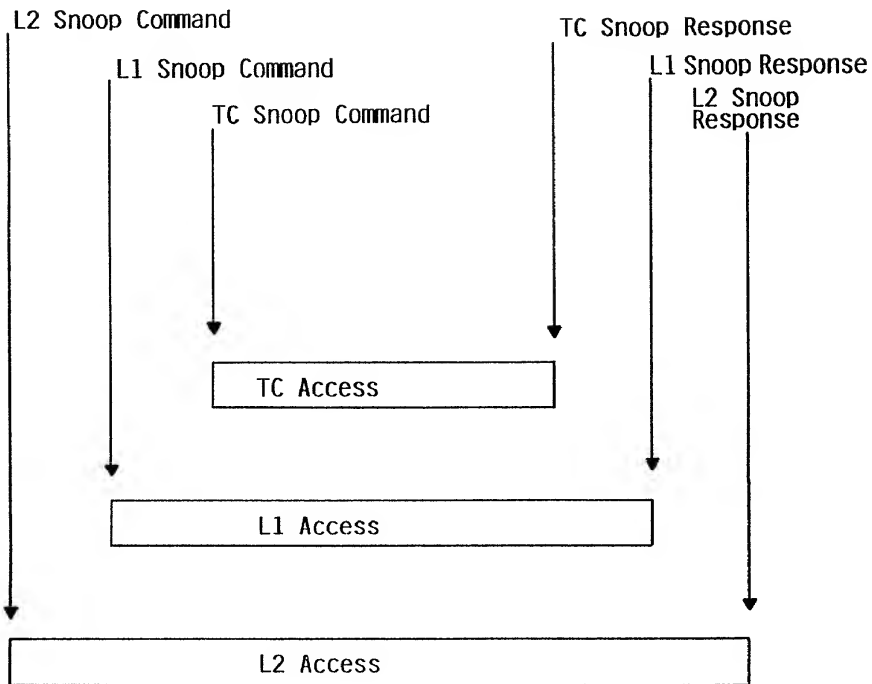 L2 Snoop Command
L1 Snoop Command
TC Snoop Command
TC Snoop Response
L1 Snoop Response
L2 Snoop
Response
TC Access
L1 Access
L2 Access